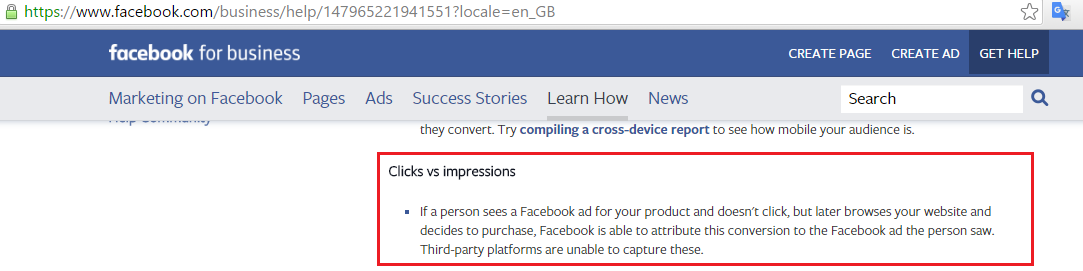 https://www.facebook.com/business/help/147965221941551?locale=en_GB
facebook for business
CREATE PAGE CREATE AD GET HELP
Marketing on Facebook Pages Ads Success Stories Learn How News Search
Help Community
they convert. Try compiling a cross-device report to see how mobile your audience is.
Clicks vs impressions
If a person sees a Facebook ad for your product and doesn't click, but later browses your website and
decides to purchase, Facebook is able to attribute this conversion to the Facebook ad the person saw.
Third-party platforms are unable to capture these.